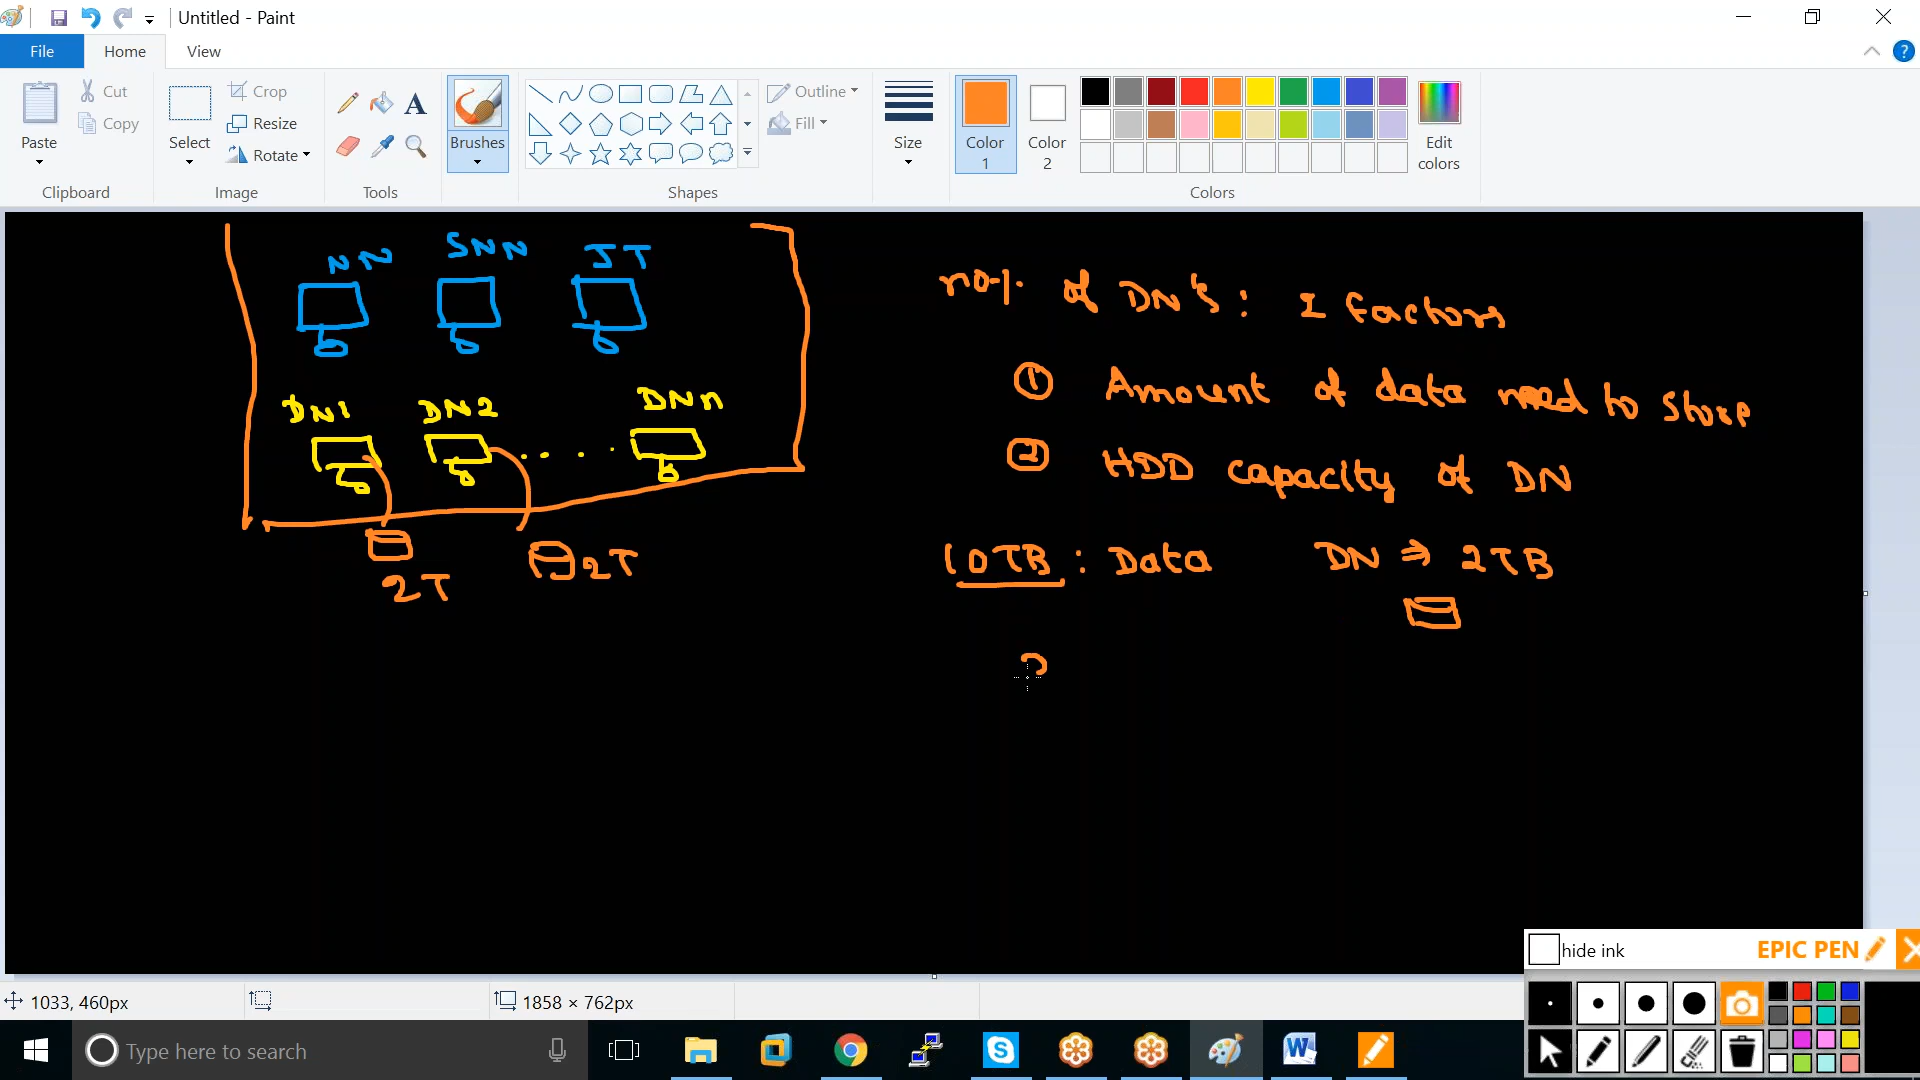 Untitled - Paint
File Home View
Paste Cut Copy Clipboard
Select Crop Resize Rotate Image
Tools
Brushes
Shapes
Outline Fill
Size
Color 1 Color 2 Edit colors Colors
NN SNN JT
DN1 DN2 DNn
2T 2T
no/. of DN's: 2 factors
① Amount of data need to store
② HDD capacity of DN
10TB : Data DN ⇒ 2TB
hide ink EPIC PEN
1033, 460px 1858 × 762px
Type here to search